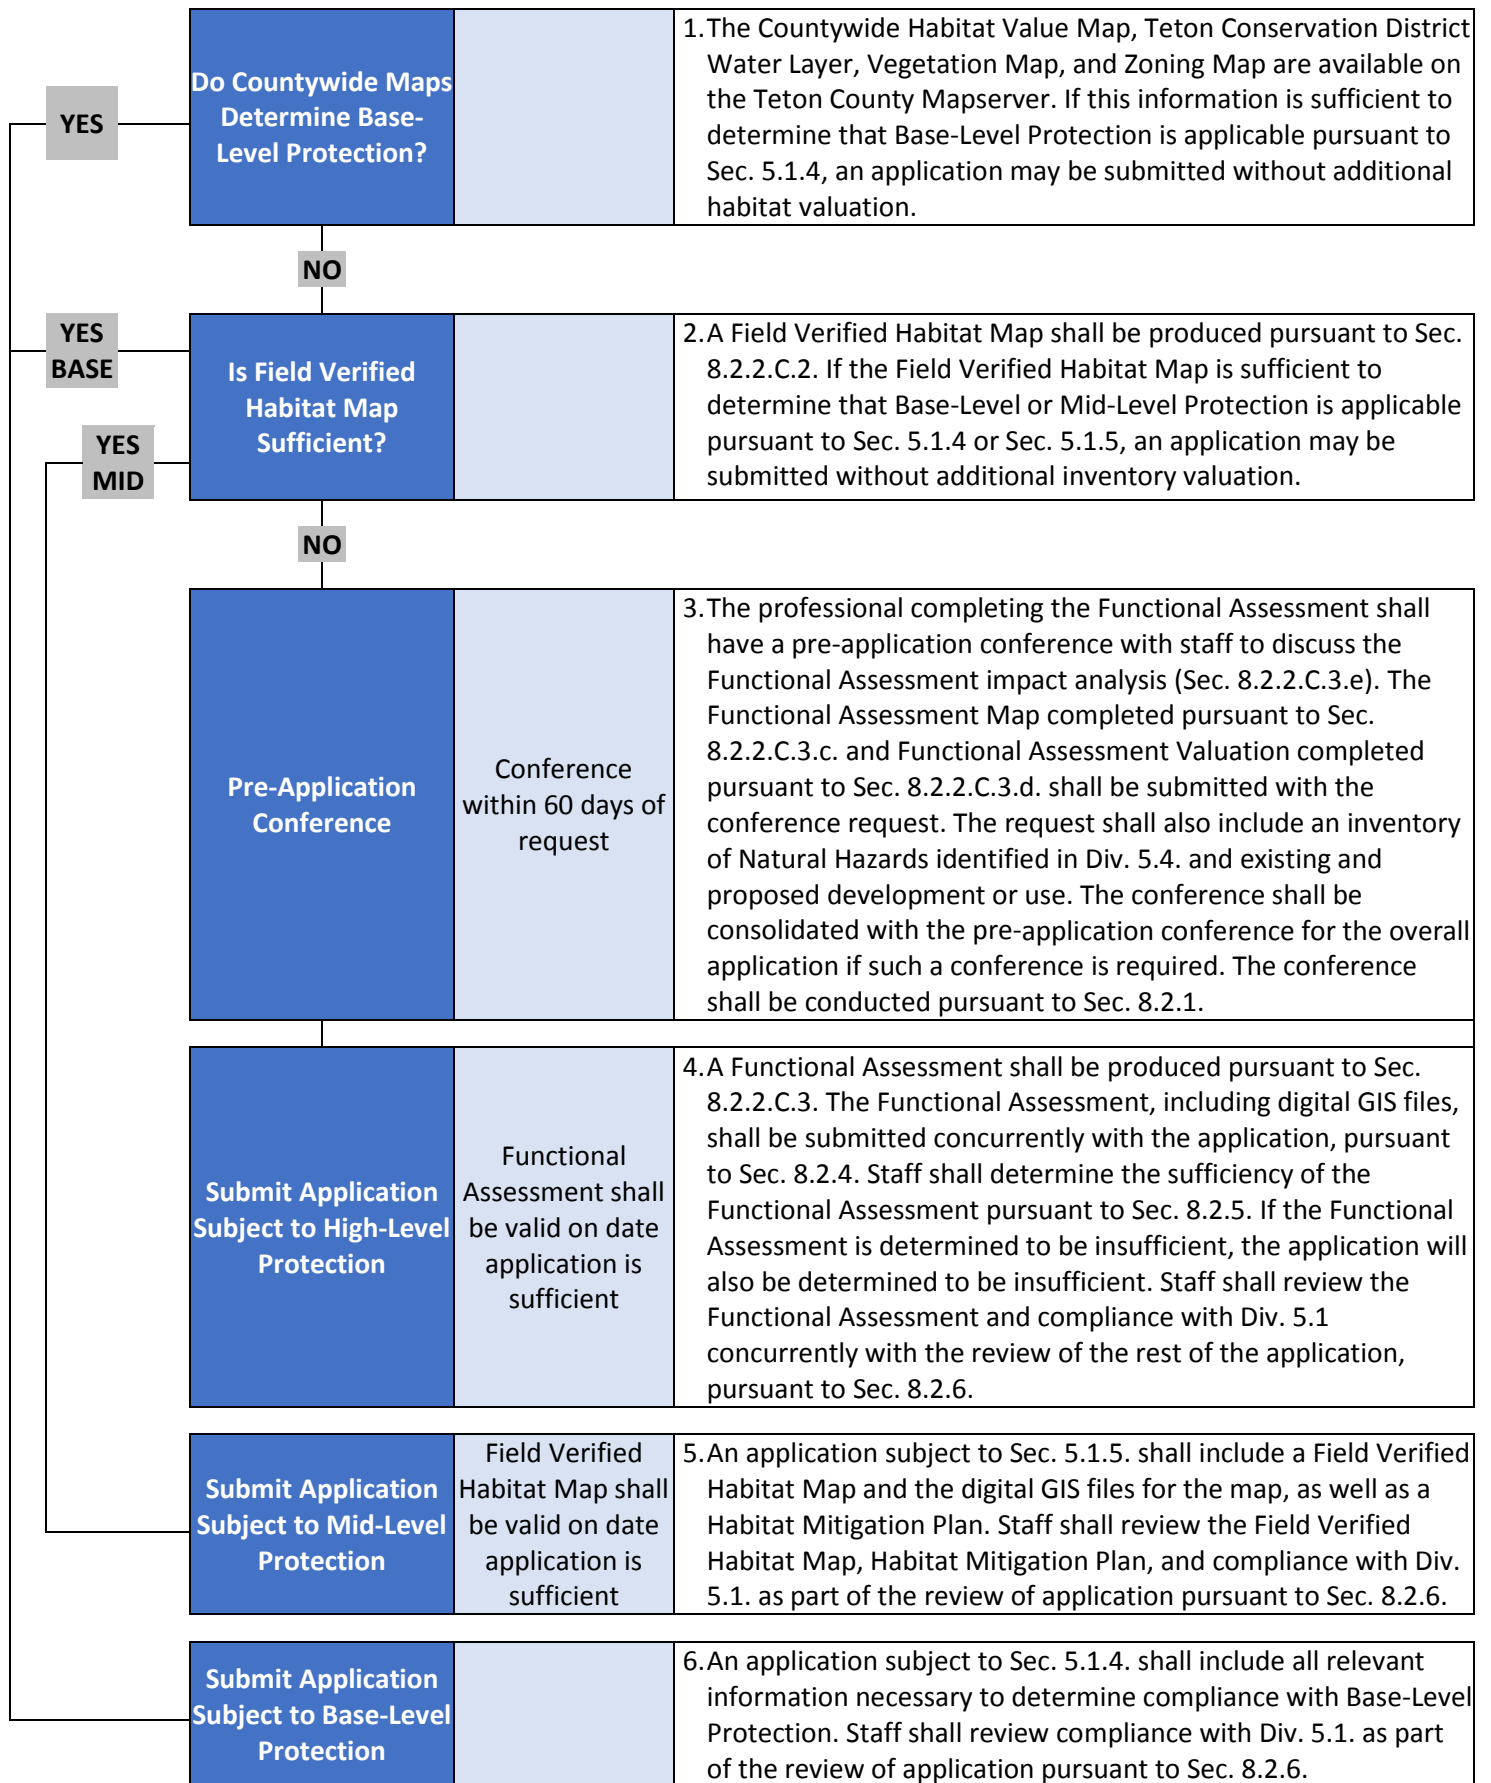 YES
Do Countywide Maps
Determine Base-
Level Protection?
1.The Countywide Habitat Value Map, Teton Conservation District
Water Layer, Vegetation Map, and Zoning Map are available on
the Teton County Mapserver. If this information is sufficient to
determine that Base-Level Protection is applicable pursuant to
Sec. 5.1.4, an application may be submitted without additional
habitat valuation.
NO
YES
BASE
YES
MID
Is Field Verified
Habitat Map
Sufficient?
2.A Field Verified Habitat Map shall be produced pursuant to Sec.
8.2.2.C.2. If the Field Verified Habitat Map is sufficient to
determine that Base-Level or Mid-Level Protection is applicable
pursuant to Sec. 5.1.4 or Sec. 5.1.5, an application may be
submitted without additional inventory valuation.
NO
Pre-Application
Conference
Conference
within 60 days of
request
3.The professional completing the Functional Assessment shall
have a pre-application conference with staff to discuss the
Functional Assessment impact analysis (Sec. 8.2.2.C.3.e). The
Functional Assessment Map completed pursuant to Sec.
8.2.2.C.3.c. and Functional Assessment Valuation completed
pursuant to Sec. 8.2.2.C.3.d. shall be submitted with the
conference request. The request shall also include an inventory
of Natural Hazards identified in Div. 5.4. and existing and
proposed development or use. The conference shall be
consolidated with the pre-application conference for the overall
application if such a conference is required. The conference
shall be conducted pursuant to Sec. 8.2.1.
Submit Application
Subject to High-Level
Protection
Functional
Assessment shall
be valid on date
application is
sufficient
4.A Functional Assessment shall be produced pursuant to Sec.
8.2.2.C.3. The Functional Assessment, including digital GIS files,
shall be submitted concurrently with the application, pursuant
to Sec. 8.2.4. Staff shall determine the sufficiency of the
Functional Assessment pursuant to Sec. 8.2.5. If the Functional
Assessment is determined to be insufficient, the application will
also be determined to be insufficient. Staff shall review the
Functional Assessment and compliance with Div. 5.1
concurrently with the review of the rest of the application,
pursuant to Sec. 8.2.6.
Submit Application
Subject to Mid-Level
Protection
Field Verified
Habitat Map shall
be valid on date
application is
sufficient
5.An application subject to Sec. 5.1.5. shall include a Field Verified
Habitat Map and the digital GIS files for the map, as well as a
Habitat Mitigation Plan. Staff shall review the Field Verified
Habitat Map, Habitat Mitigation Plan, and compliance with Div.
5.1. as part of the review of application pursuant to Sec. 8.2.6.
Submit Application
Subject to Base-Level
Protection
6.An application subject to Sec. 5.1.4. shall include all relevant
information necessary to determine compliance with Base-Level
Protection. Staff shall review compliance with Div. 5.1. as part
of the review of application pursuant to Sec. 8.2.6.